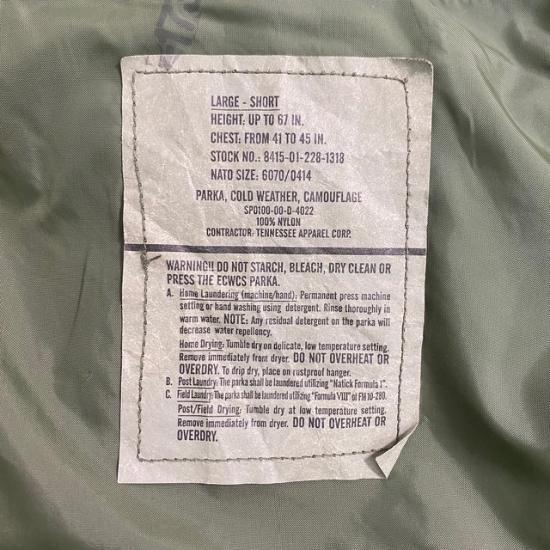 LARGE - SHORT
HEIGHT: UP TO 67 IN.
CHEST: FROM 41 TO 45 IN.
STOCK NO.: 8415-01-228-1318
NATO SIZE: 6070/0414
PARKA, COLD WEATHER, CAMOUFLAGE
SPO100-00-D-4022
100% NYLON
CONTRACTOR: TENNESSEE APPAREL CORP.
WARNING!! DO NOT STARCH, BLEACH, DRY CLEAN OR
PRESS THE ECWCS PARKA.
A. Home Laundering (machine/hand): Permanent press machine
setting or hand washing using detergent. Rinse thoroughly in
warm water. NOTE: Any residual detergent on the parka will
decrease water repellency.
Home Drying: Tumble dry on delicate, low temperature setting.
Remove immediately from dryer. DO NOT OVERHEAT OR
OVERDRY. To drip dry, place on rustproof hanger.
B. Post Laundry: The parka shall be laundered utilizing "Natick Formula 1".
C. Field Laundry: The parka shall be laundered utilizing "Formula VIII" of FM 10-280.
Post/Field Drying: Tumble dry at low temperature setting.
Remove immediately from dryer. DO NOT OVERHEAT OR
OVERDRY.